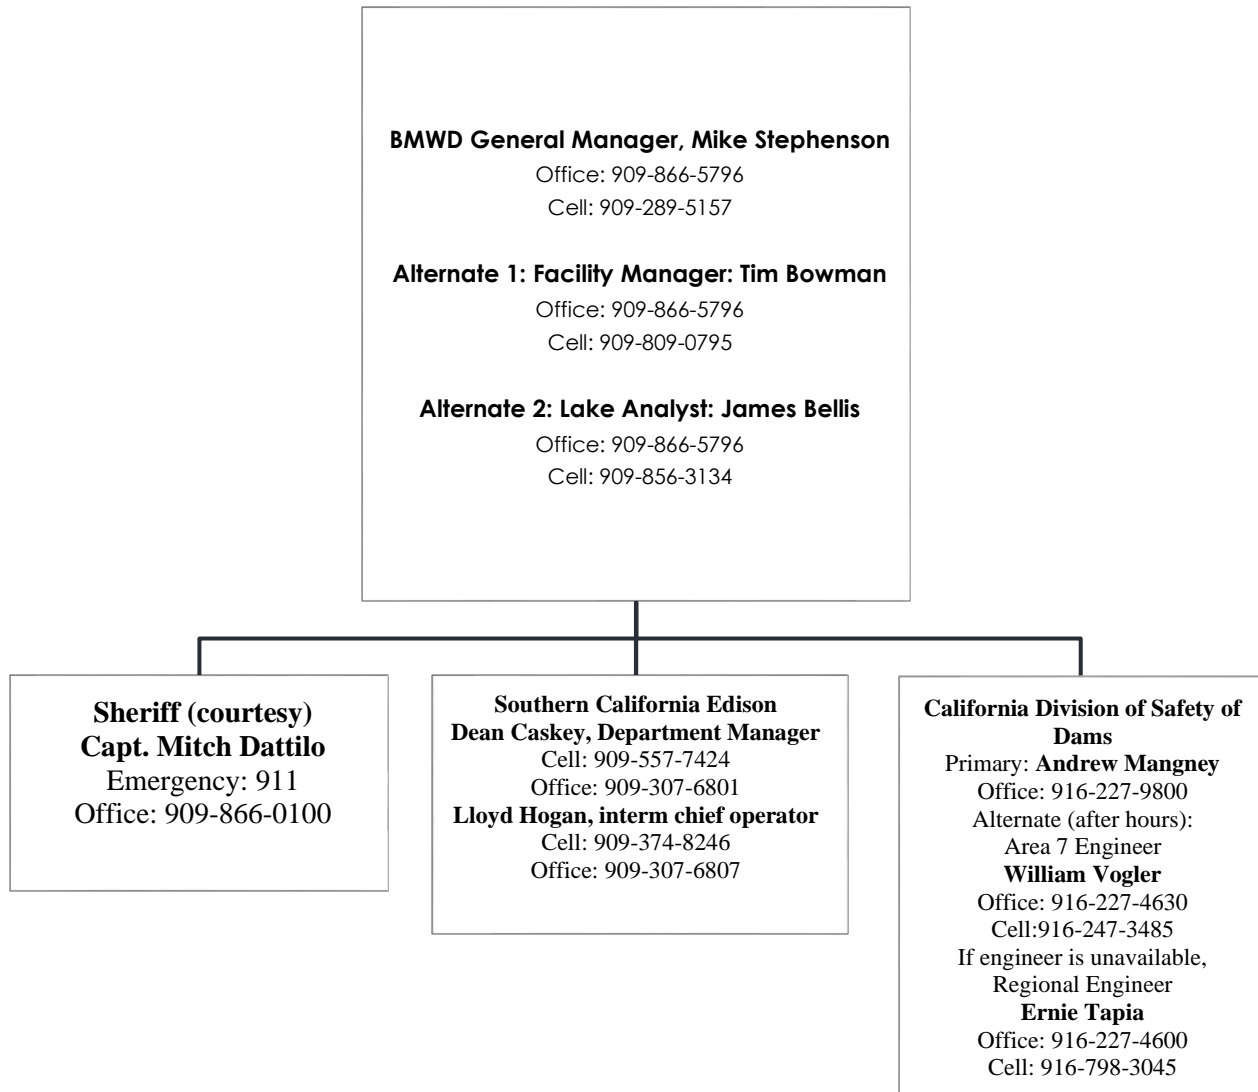 BMWD General Manager, Mike Stephenson
Office: 909-866-5796
Cell: 909-289-5157
Alternate 1: Facility Manager: Tim Bowman
Office: 909-866-5796
Cell: 909-809-0795
Alternate 2: Lake Analyst: James Bellis
Office: 909-866-5796
Cell: 909-856-3134
Sheriff (courtesy)
Capt. Mitch Dattilo
Emergency: 911
Office: 909-866-0100
Southern California Edison
Dean Caskey, Department Manager
Cell: 909-557-7424
Office: 909-307-6801
Lloyd Hogan, interm chief operator
Cell: 909-374-8246
Office: 909-307-6807
California Division of Safety of
Dams
Primary: Andrew Mangney
Office: 916-227-9800
Alternate (after hours):
Area 7 Engineer
William Vogler
Office: 916-227-4630
Cell:916-247-3485
If engineer is unavailable,
Regional Engineer
Ernie Tapia
Office: 916-227-4600
Cell: 916-798-3045